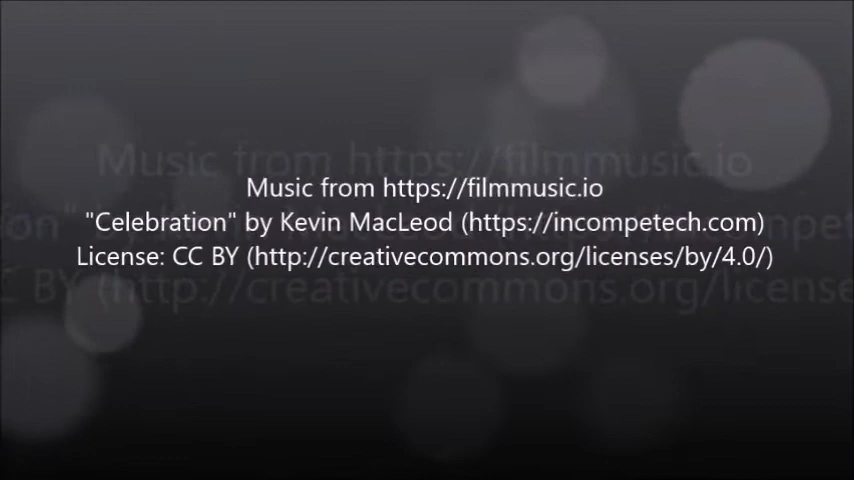 Music from https://filmmusic.io
"Celebration" by Kevin MacLeod (https://incompetech.com)
License: CC BY (http://creativecommons.org/licenses/by/4.0/)